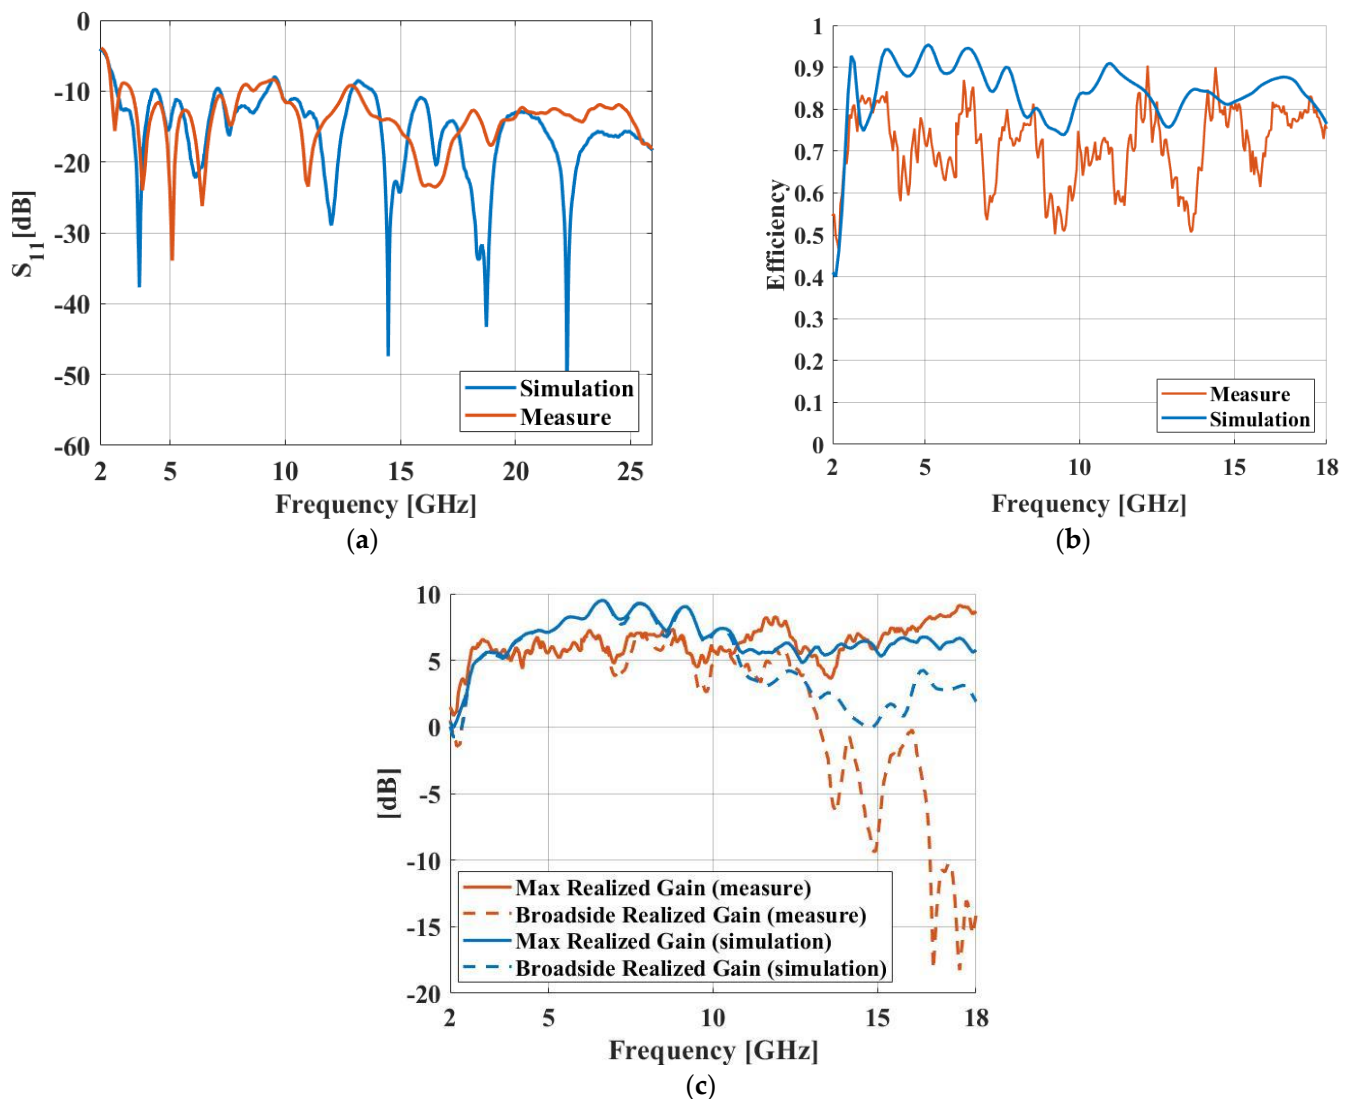 0
-10
-20
-30
-40
-50
-60
S11[dB]
Simulation
Measure
2 5 10 15 20 25
Frequency [GHz]
(a)
1
0.9
0.8
0.7
0.6
0.5
0.4
0.3
0.2
0.1
0
Efficiency
Measure
Simulation
2 5 10 15 18
Frequency [GHz]
(b)
10
5
0
-5
-10
-15
-20
[dB]
Max Realized Gain (measure)
Broadside Realized Gain (measure)
Max Realized Gain (simulation)
Broadside Realized Gain (simulation)
2 5 10 15 18
Frequency [GHz]
(c)